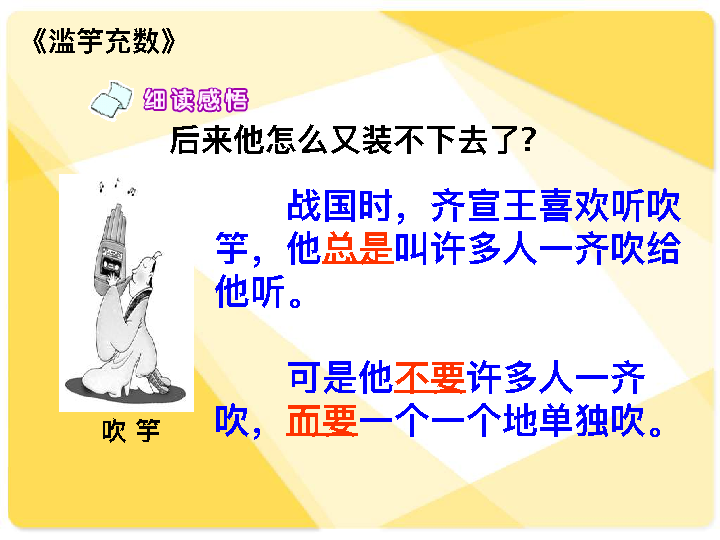 《滥竽充数》
细读感悟
后来他怎么又装不下去了？
战国时，齐宣王喜欢听吹
竽，他总是叫许多人一齐吹给
他听。
可是他不要许多人一齐
吹，而要一个一个地单独吹。
吹 竽